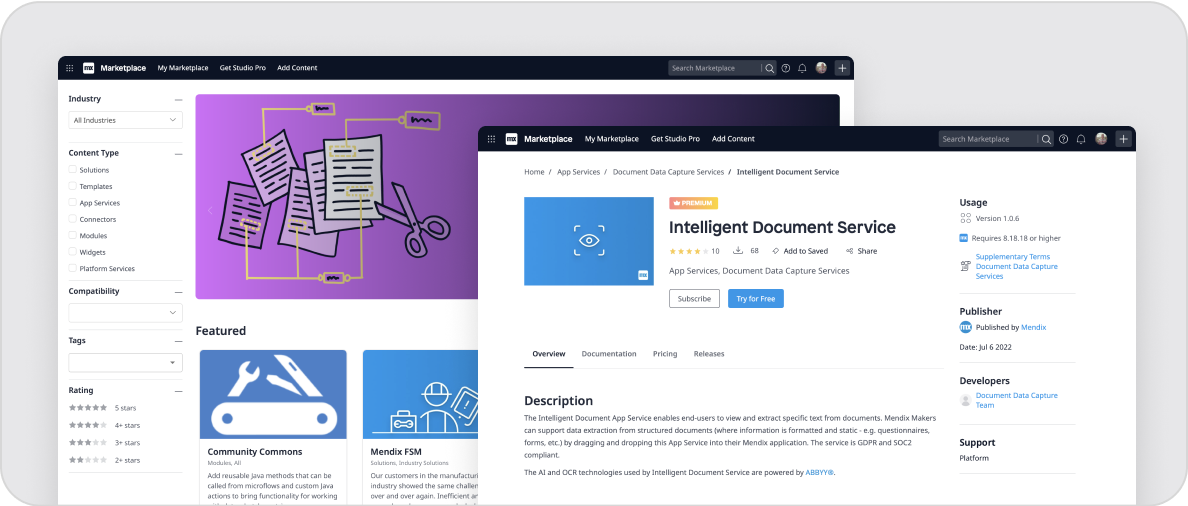 mx Marketplace My Marketplace Get Studio Pro Add Content Search Marketplace
Industry
All Industries
Content Type
Solutions
Templates
App Services
Connectors
Modules
Widgets
Platform Services
Compatibility
Tags
Rating
5 stars
4+ stars
3+ stars
2+ stars
Featured
Community Commons
Modules, All
Add reusable Java methods that can be
called from microflows and custom Java
actions to bring functionality for working
Mendix FSM
Solutions, Industry Solutions
Our customers in the manufacturi
industry showed the same challen
over and over again. Inefficient an
mx Marketplace My Marketplace Get Studio Pro Add Content Search Marketplace
Home / App Services / Document Data Capture Services / Intelligent Document Service
mx
PREMIUM
Intelligent Document Service
10 68 Add to Saved Share
App Services, Document Data Capture Services
Subscribe Try for Free
Overview Documentation Pricing Releases
Description
The Intelligent Document App Service enables end-users to view and extract specific text from documents. Mendix Makers
can support data extraction from structured documents (where information is formatted and static - e.g. questionnaires,
forms, etc.) by dragging and dropping this App Service into their Mendix application. The service is GDPR and SOC2
compliant.
The AI and OCR technologies used by Intelligent Document Service are powered by ABBYY®.
Usage
Version 1.0.6
mx Requires 8.18.18 or higher
Supplementary Terms
Document Data Capture
Services
Publisher
mx Published by Mendix
Date: Jul 6 2022
Developers
Document Data Capture
Team
Support
Platform